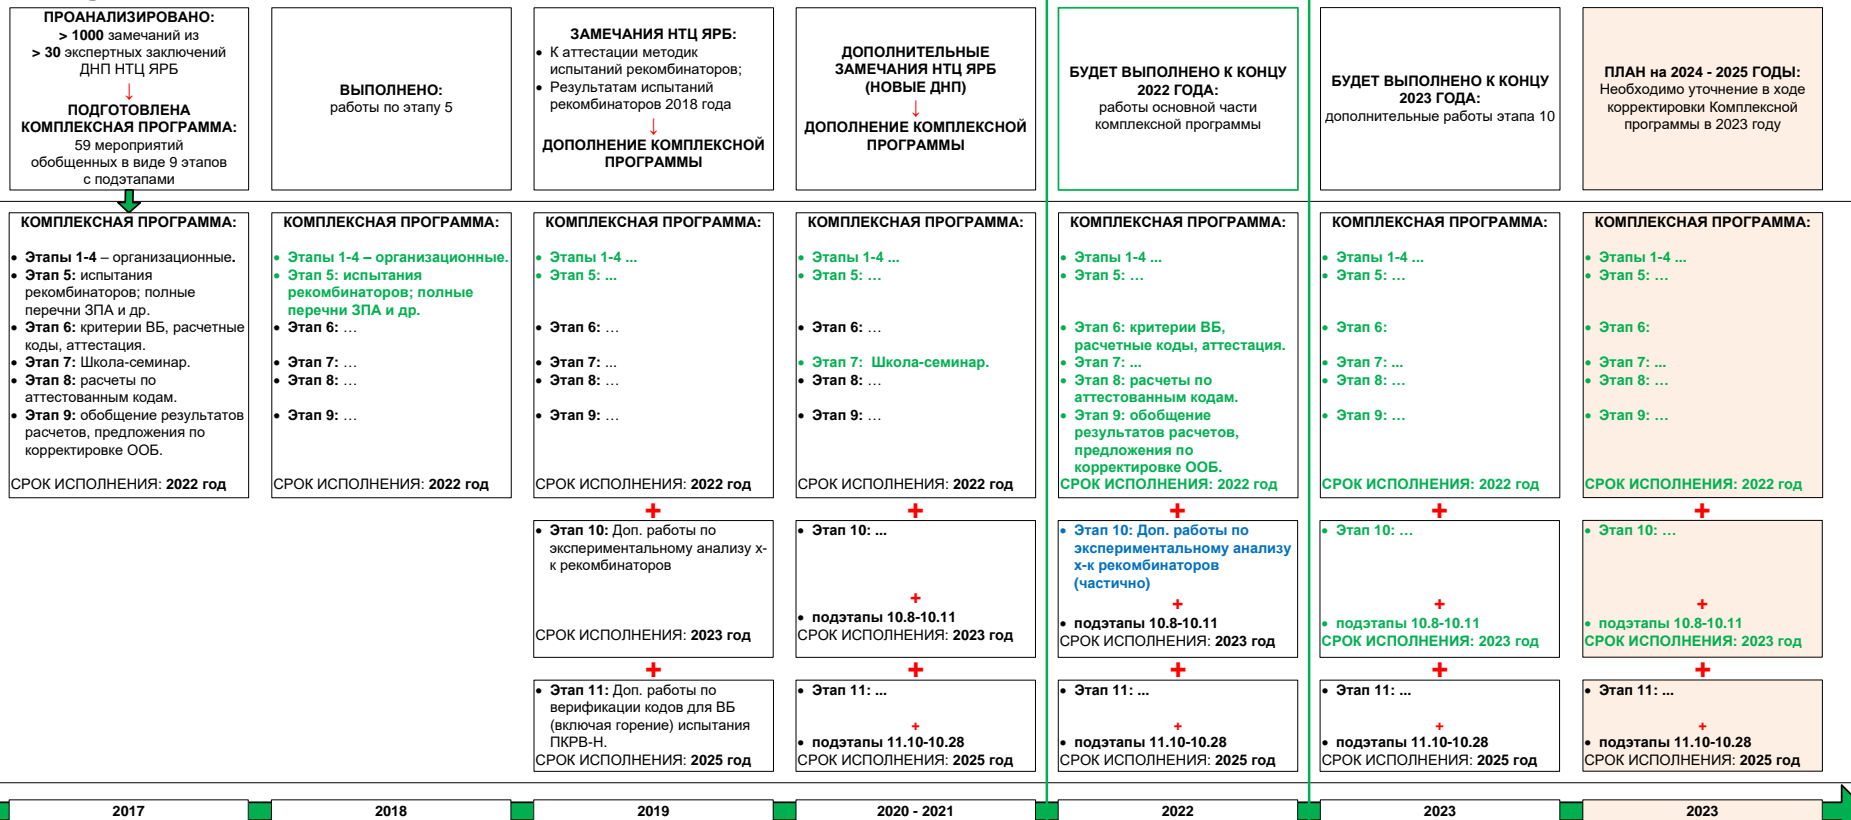 ПРОАНАЛИЗИРОВАНО:
> 1000 замечаний из
> 30 экспертных заключений
ДНП НТЦ ЯРБ
↓
ПОДГОТОВЛЕНА
КОМПЛЕКСНАЯ ПРОГРАММА:
59 мероприятий
обобщенных в виде 9 этапов
с подэтапами
ВЫПОЛНЕНО:
работы по этапу 5
ЗАМЕЧАНИЯ НТЦ ЯРБ:
• К аттестации методик
испытаний рекомбинаторов;
• Результатам испытаний
рекомбинаторов 2018 года
↓
ДОПОЛНЕНИЕ КОМПЛЕКСНОЙ
ПРОГРАММЫ
ДОПОЛНИТЕЛЬНЫЕ
ЗАМЕЧАНИЯ НТЦ ЯРБ
(НОВЫЕ ДНП)
↓
ДОПОЛНЕНИЕ КОМПЛЕКСНОЙ
ПРОГРАММЫ
БУДЕТ ВЫПОЛНЕНО К КОНЦУ
2022 ГОДА:
работы основной части
комплексной программы
БУДЕТ ВЫПОЛНЕНО К КОНЦУ
2023 ГОДА:
дополнительные работы этапа 10
ПЛАН на 2024 - 2025 ГОДЫ:
Необходимо уточнение в ходе
корректировки Комплексной
программы в 2023 году
КОМПЛЕКСНАЯ ПРОГРАММА:
• Этапы 1-4 – организационные.
• Этап 5: испытания
рекомбинаторов; полные
перечни ЗПА и др.
• Этап 6: критерии ВБ, расчетные
коды, аттестация.
• Этап 7: Школа-семинар.
• Этап 8: расчеты по
аттестованным кодам.
• Этап 9: обобщение результатов
расчетов, предложения по
корректировке ООБ.
СРОК ИСПОЛНЕНИЯ: 2022 год
КОМПЛЕКСНАЯ ПРОГРАММА:
• Этапы 1-4 – организационные.
• Этап 5: испытания
рекомбинаторов; полные
перечни ЗПА и др.
• Этап 6: …
• Этап 7: …
• Этап 8: …
• Этап 9: …
СРОК ИСПОЛНЕНИЯ: 2022 год
КОМПЛЕКСНАЯ ПРОГРАММА:
• Этапы 1-4 ...
• Этап 5: ...
• Этап 6: …
• Этап 7: ...
• Этап 8: …
• Этап 9: …
СРОК ИСПОЛНЕНИЯ: 2022 год
+
• Этап 10: Доп. работы по
экспериментальному анализу х-
к рекомбинаторов
СРОК ИСПОЛНЕНИЯ: 2023 год
+
• Этап 11: Доп. работы по
верификации кодов для ВБ
(включая горение) испытания
ПКРВ-Н.
СРОК ИСПОЛНЕНИЯ: 2025 год
КОМПЛЕКСНАЯ ПРОГРАММА:
• Этапы 1-4 ...
• Этап 5: …
• Этап 6: …
• Этап 7: Школа-семинар.
• Этап 8: …
• Этап 9: …
СРОК ИСПОЛНЕНИЯ: 2022 год
+
• Этап 10: ...
+
• подэтапы 10.8-10.11
СРОК ИСПОЛНЕНИЯ: 2023 год
+
• Этап 11: ...
+
• подэтапы 11.10-10.28
СРОК ИСПОЛНЕНИЯ: 2025 год
КОМПЛЕКСНАЯ ПРОГРАММА:
• Этапы 1-4 ...
• Этап 5: …
• Этап 6: критерии ВБ,
расчетные коды, аттестация.
• Этап 7: ...
• Этап 8: расчеты по
аттестованным кодам.
• Этап 9: обобщение
результатов расчетов,
предложения по
корректировке ООБ.
СРОК ИСПОЛНЕНИЯ: 2022 год
+
• Этап 10: Доп. работы по
экспериментальному анализу
х-к рекомбинаторов
(частично)
+
• подэтапы 10.8-10.11
СРОК ИСПОЛНЕНИЯ: 2023 год
+
• Этап 11: ...
+
• подэтапы 11.10-10.28
СРОК ИСПОЛНЕНИЯ: 2025 год
КОМПЛЕКСНАЯ ПРОГРАММА:
• Этапы 1-4 ...
• Этап 5: …
• Этап 6:
• Этап 7: ...
• Этап 8: …
• Этап 9: …
СРОК ИСПОЛНЕНИЯ: 2022 год
+
• Этап 10: …
+
• подэтапы 10.8-10.11
СРОК ИСПОЛНЕНИЯ: 2023 год
+
• Этап 11: ...
+
• подэтапы 11.10-10.28
СРОК ИСПОЛНЕНИЯ: 2025 год
КОМПЛЕКСНАЯ ПРОГРАММА:
• Этапы 1-4 ...
• Этап 5: …
• Этап 6:
• Этап 7: ...
• Этап 8: …
• Этап 9: …
СРОК ИСПОЛНЕНИЯ: 2022 год
+
• Этап 10: …
+
• подэтапы 10.8-10.11
СРОК ИСПОЛНЕНИЯ: 2023 год
+
• Этап 11: ...
+
• подэтапы 11.10-10.28
СРОК ИСПОЛНЕНИЯ: 2025 год
2017
2018
2019
2020 - 2021
2022
2023
2023